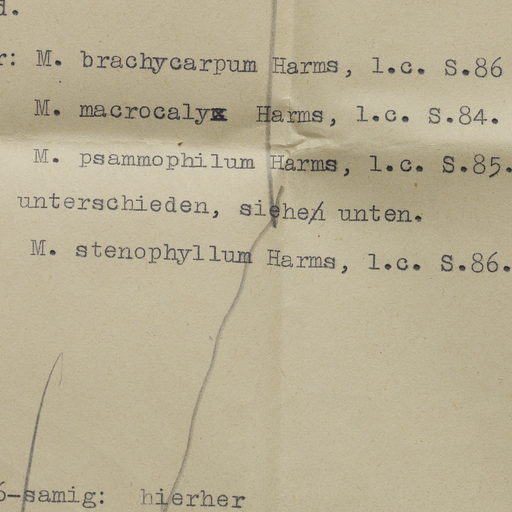 d.
r: M. brachycarpum Harms, l.c. S.86
M. macrocalyx Harms, l.c. S.84.
M. psammophilum Harms, l.c. S.85.
unterschieden, siehe unten.
M. stenophyllum Harms, l.c. S.86.
6-samig: hierher